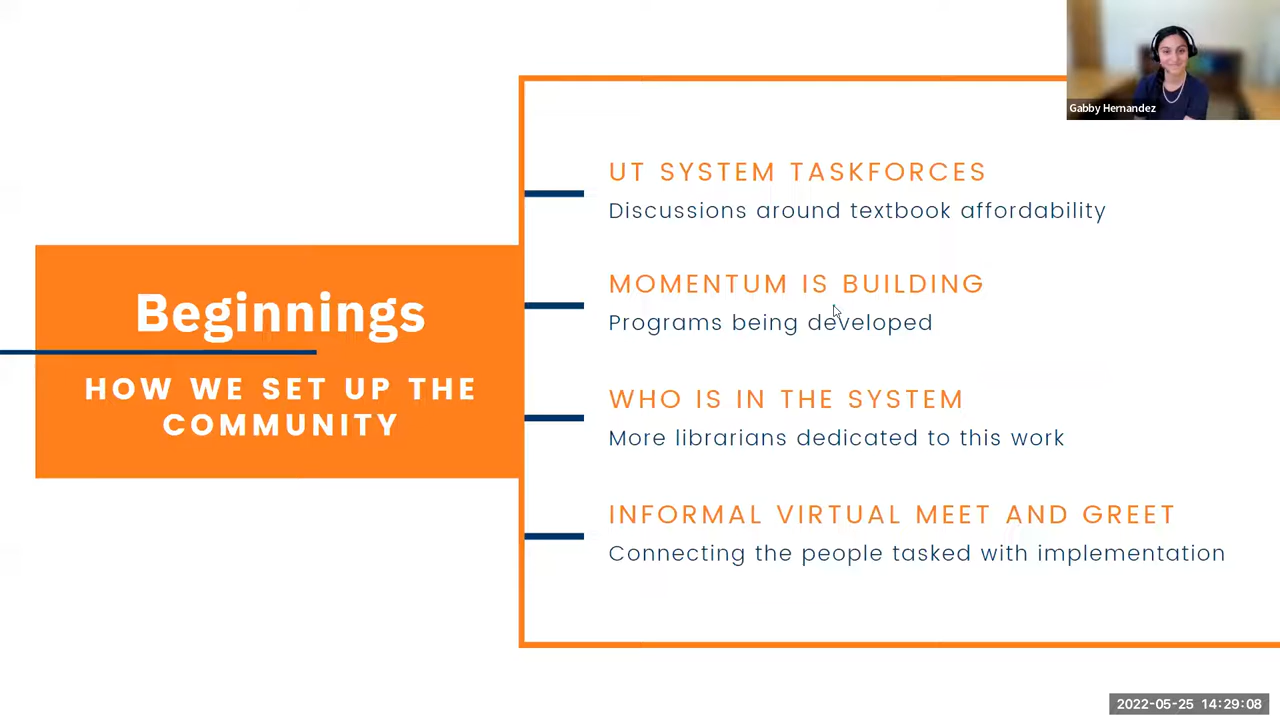 Gabby Hernandez
Beginnings
HOW WE SET UP THE
COMMUNITY
UT SYSTEM TASKFORCES
Discussions around textbook affordability
MOMENTUM IS BUILDING
Programs being developed
WHO IS IN THE SYSTEM
More librarians dedicated to this work
INFORMAL VIRTUAL MEET AND GREET
Connecting the people tasked with implementation
2022-05-25 14:29:08